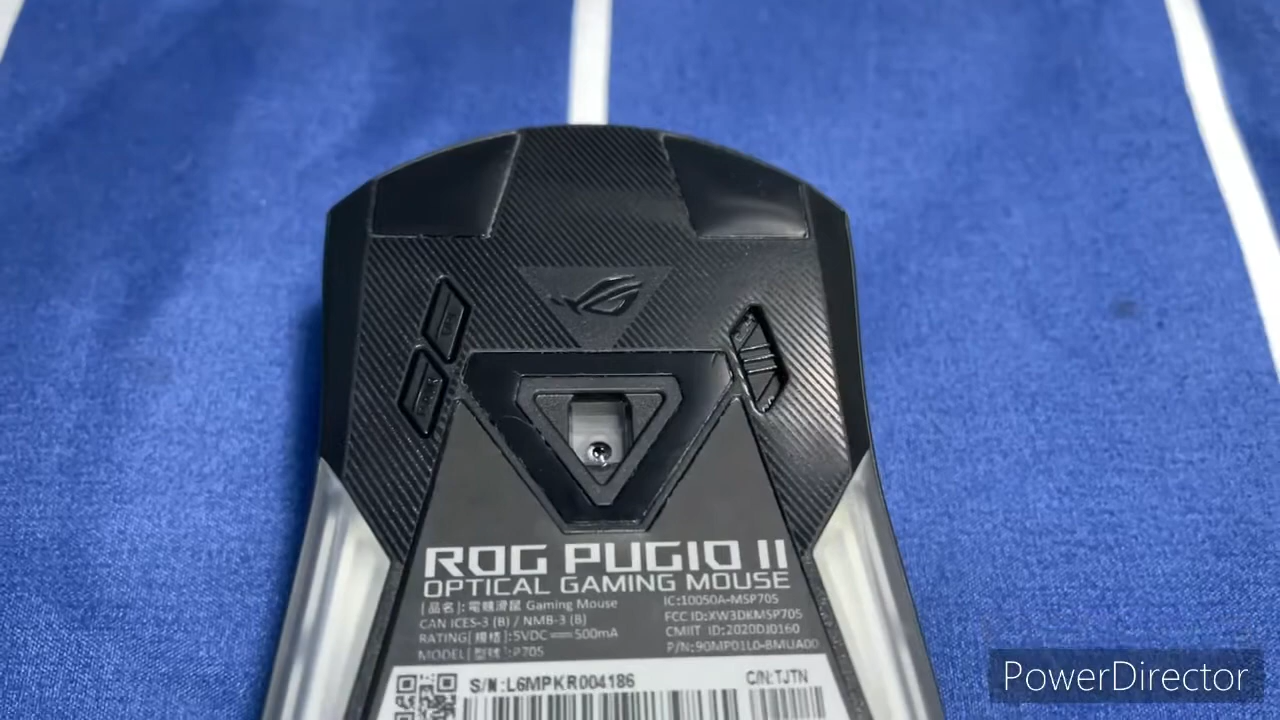 ROG PUGIO II
OPTICAL GAMING MOUSE
[品名]: 電競滑鼠 Gaming Mouse
CAN ICES-3 (B) / NMB-3 (B)
RATING[規格]:5VDC ⎓ 500mA
MODEL[型號]:P705
IC:10050A-MSP705
FCC ID:XW3DKMSP705
CMIIT ID:2020DJ0160
P/N:90MP01L0-BMUA00
S/N:L6MPKR004186
C/N:TJTN
PowerDirector